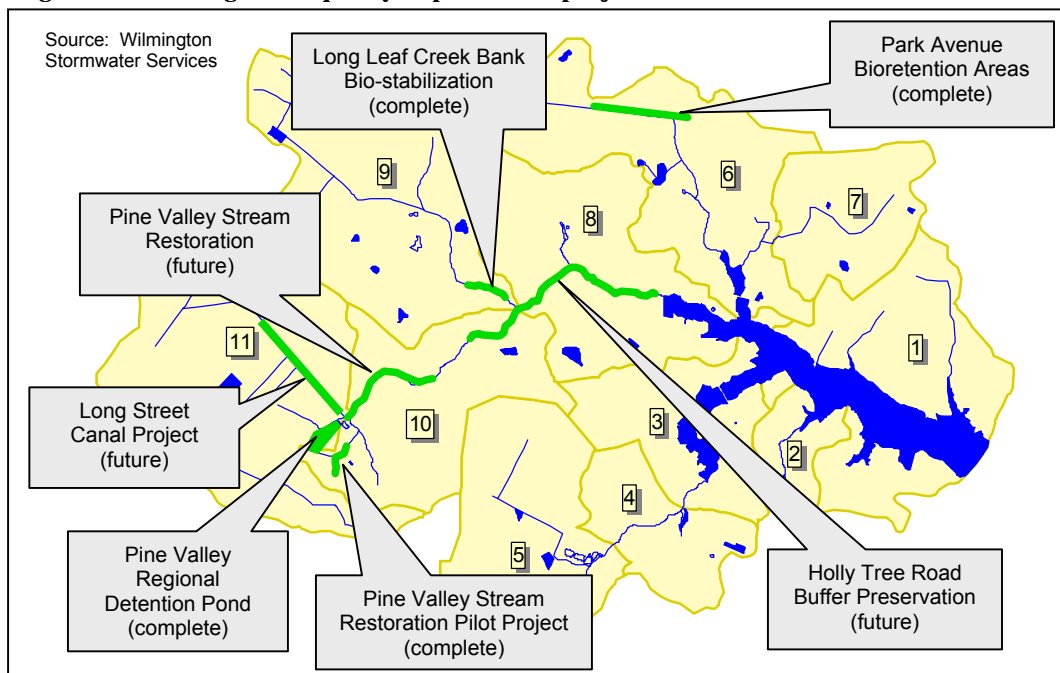 Source: Wilmington
Stormwater Services
Long Leaf Creek Bank
Bio-stabilization
(complete)
Park Avenue
Bioretention Areas
(complete)
Pine Valley Stream
Restoration
(future)
Long Street
Canal Project
(future)
Pine Valley
Regional
Detention Pond
(complete)
Pine Valley Stream
Restoration Pilot Project
(complete)
Holly Tree Road
Buffer Preservation
(future)
9
8
6
7
11
10
3
1
2
4
5